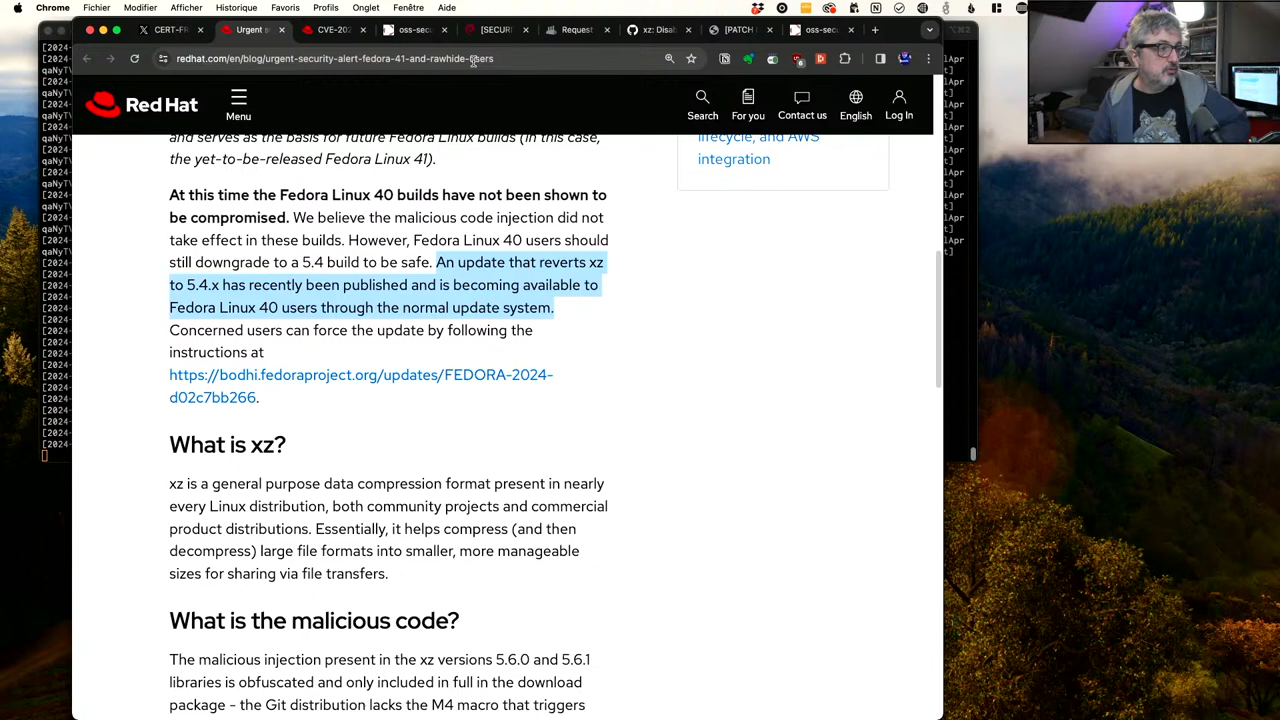 Chrome Fichier Modifier Afficher Historique Favoris Profils Onglet Fenêtre Aide
CERT-FR Urgent s CVE-202 oss-secu [SECURI Request xz: Disab [PATCH oss-secu
redhat.com/en/blog/urgent-security-alert-fedora-41-and-rawhide-users
Red Hat
Menu
Search
For you
Contact us
English
Log In
and serves as the basis for future Fedora Linux builds (in this case,
the yet-to-be-released Fedora Linux 41).
lifecycle, and AWS
integration
At this time the Fedora Linux 40 builds have not been shown to
be compromised. We believe the malicious code injection did not
take effect in these builds. However, Fedora Linux 40 users should
still downgrade to a 5.4 build to be safe. An update that reverts xz
to 5.4.x has recently been published and is becoming available to
Fedora Linux 40 users through the normal update system.
Concerned users can force the update by following the
instructions at
https://bodhi.fedoraproject.org/updates/FEDORA-2024-
d02c7bb266.
What is xz?
xz is a general purpose data compression format present in nearly
every Linux distribution, both community projects and commercial
product distributions. Essentially, it helps compress (and then
decompress) large file formats into smaller, more manageable
sizes for sharing via file transfers.
What is the malicious code?
The malicious injection present in the xz versions 5.6.0 and 5.6.1
libraries is obfuscated and only included in full in the download
package - the Git distribution lacks the M4 macro that triggers